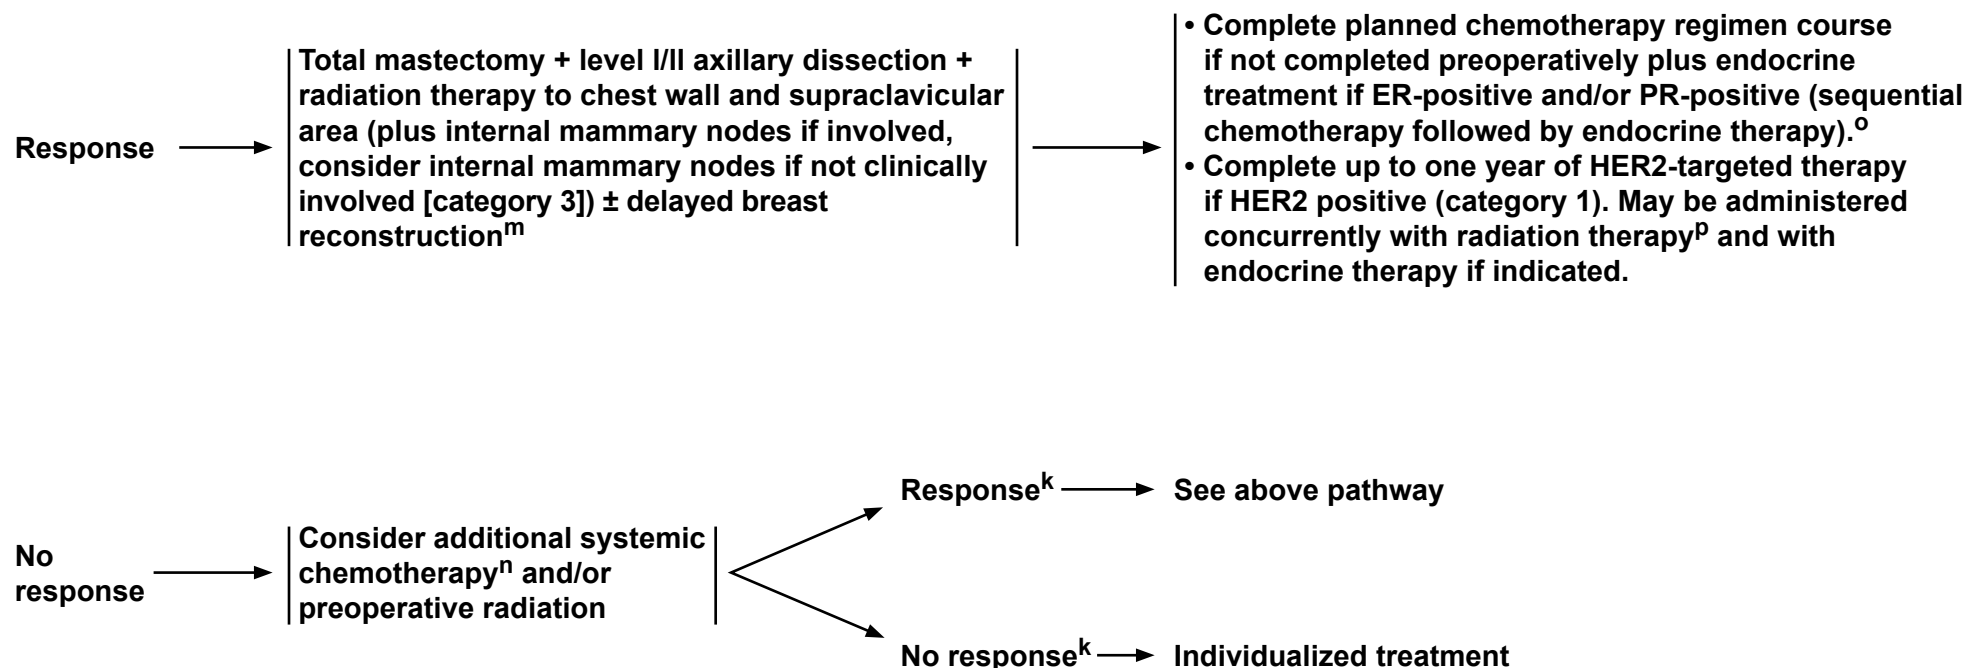 Response
Total mastectomy + level I/II axillary dissection +
radiation therapy to chest wall and supraclavicular
area (plus internal mammary nodes if involved,
consider internal mammary nodes if not clinically
involved [category 3]) ± delayed breast
reconstructionᵐ
• Complete planned chemotherapy regimen course
if not completed preoperatively plus endocrine
treatment if ER-positive and/or PR-positive (sequential
chemotherapy followed by endocrine therapy).ᵒ
• Complete up to one year of HER2-targeted therapy
if HER2 positive (category 1). May be administered
concurrently with radiation therapyᵖ and with
endocrine therapy if indicated.
No
response
Consider additional systemic
chemotherapyⁿ and/or
preoperative radiation
Responseᵏ
See above pathway
No responseᵏ
Individualized treatment